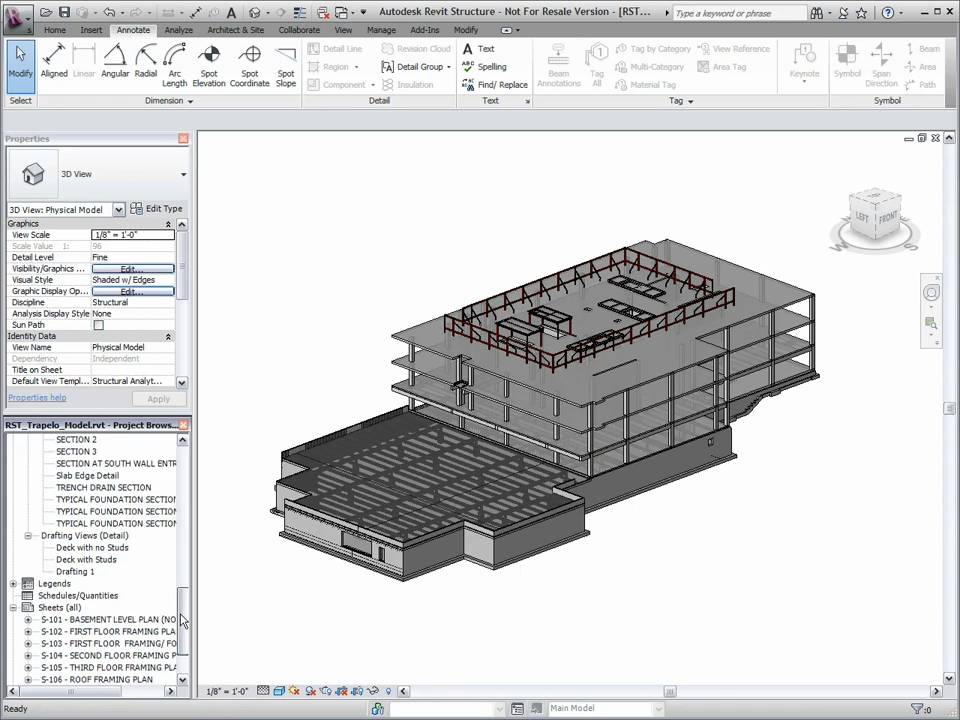 Autodesk Revit Structure - Not For Resale Version - [RST_...
Type a keyword or phrase
Home Insert Annotate Analyze Architect & Site Collaborate View Manage Add-Ins Modify
Modify Aligned Linear Angular Radial Arc Length Spot Elevation Spot Coordinate Spot Slope
Detail Line Revision Cloud
Region Detail Group
Component Insulation
Text
Spelling
Find/ Replace
Beam Annotations Tag All
Tag by Category View Reference
Multi-Category Area Tag
Material Tag
Keynote Symbol Span Direction
Beam
Area
Path
Select Dimension Detail Text Tag Symbol
Properties
3D View
3D View: Physical Model Edit Type
Graphics
View Scale 1/8" = 1'-0"
Scale Value 1: 96
Detail Level Fine
Visibility/Graphics ... Edit...
Visual Style Shaded w/ Edges
Graphic Display Op... Edit...
Discipline Structural
Analysis Display Style None
Sun Path
Identity Data
View Name Physical Model
Dependency Independent
Title on Sheet
Default View Templ... Structural Analyt...
Properties help Apply
RST_Trapelo_Model.rvt - Project Brows...
SECTION 2
SECTION 3
SECTION AT SOUTH WALL ENTR
Slab Edge Detail
TRENCH DRAIN SECTION
TYPICAL FOUNDATION SECTION
TYPICAL FOUNDATION SECTION
TYPICAL FOUNDATION SECTION
Drafting Views (Detail)
Deck with no Studs
Deck with Studs
Drafting 1
Legends
Schedules/Quantities
Sheets (all)
S-101 - BASEMENT LEVEL PLAN (NO
S-102 - FIRST FLOOR FRAMING PLA
S-103 - FIRST FLOOR FRAMING/ FO
S-104 - SECOND FLOOR FRAMING P
S-105 - THIRD FLOOR FRAMING PL
S-106 - ROOF FRAMING PLAN
LEFT FRONT
W S
1/8" = 1'-0"
Ready
Main Model
:0